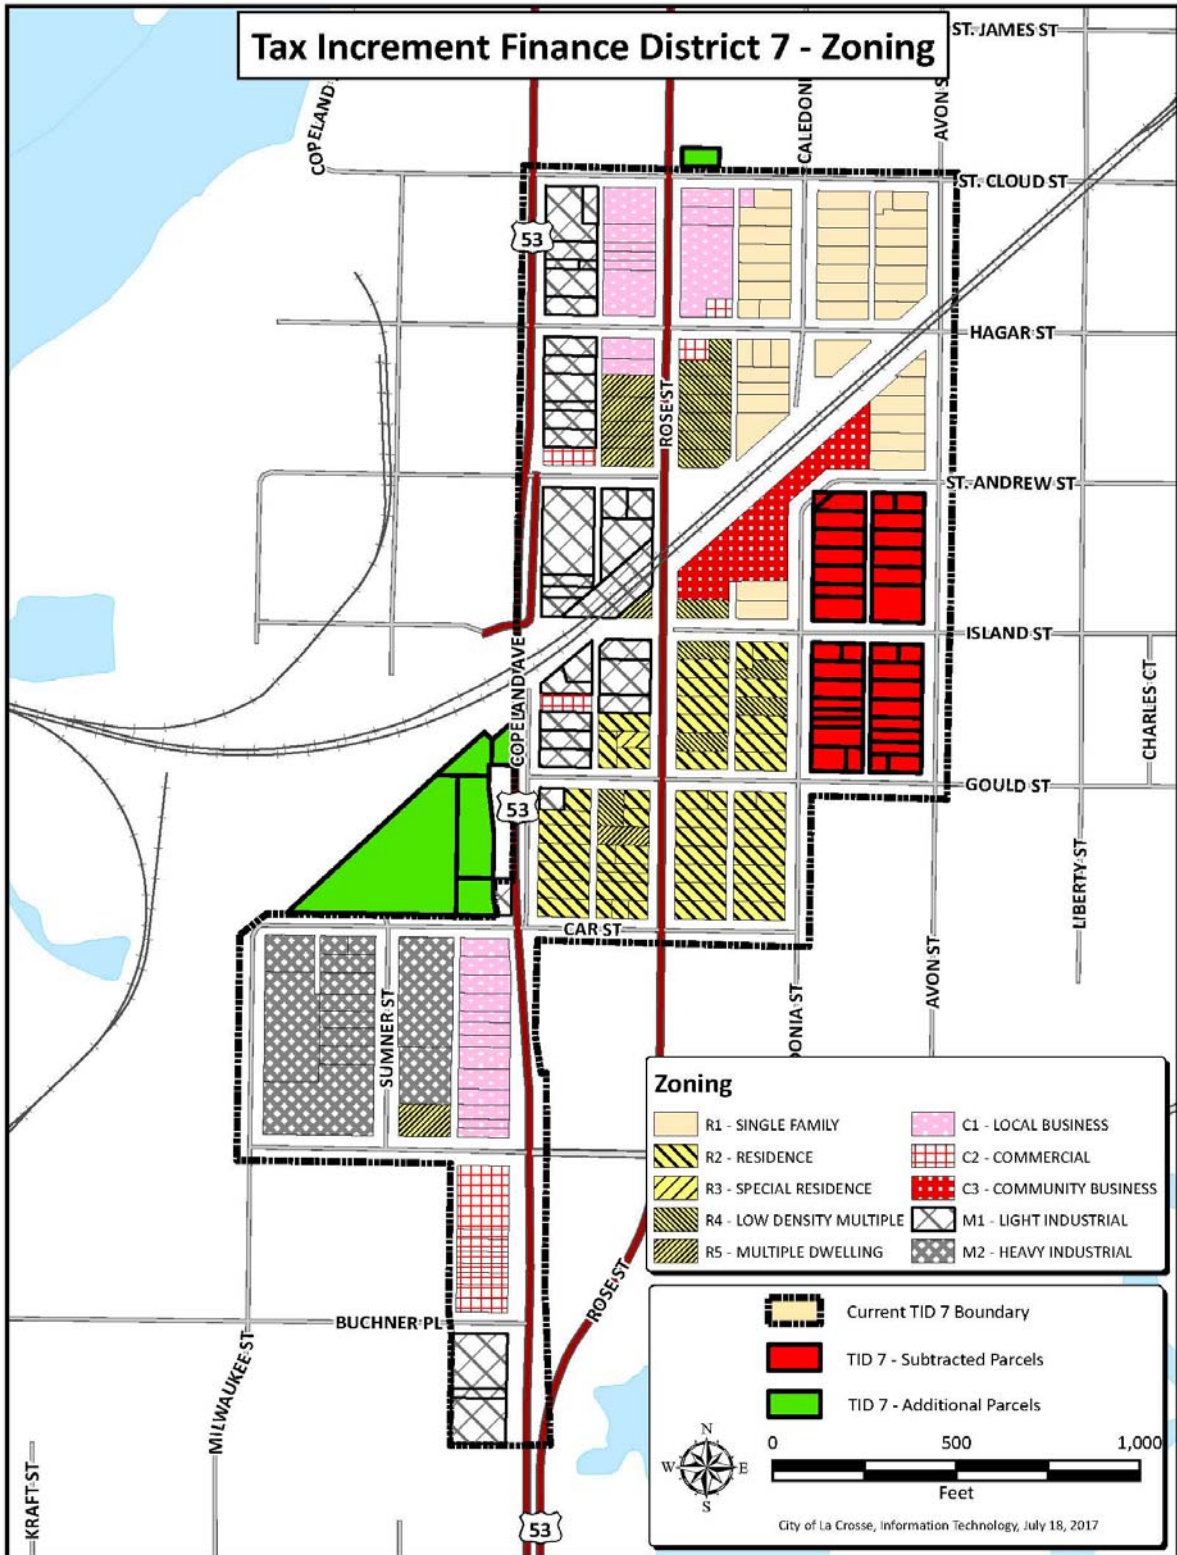 Tax Increment Finance District 7 - Zoning
ST. JAMES ST
COPELAND
CALEDONI
AVON S
ST. CLOUD ST
53
HAGAR ST
ROSE ST
ST. ANDREW ST
ISLAND ST
COPELAND AVE
CHARLES CT
GOULD ST
53
LIBERTY ST
CAR ST
AVON ST
DONIA ST
SUMNER ST
Zoning
R1 - SINGLE FAMILY
R2 - RESIDENCE
R3 - SPECIAL RESIDENCE
R4 - LOW DENSITY MULTIPLE
R5 - MULTIPLE DWELLING
C1 - LOCAL BUSINESS
C2 - COMMERCIAL
C3 - COMMUNITY BUSINESS
M1 - LIGHT INDUSTRIAL
M2 - HEAVY INDUSTRIAL
ROSE ST
BUCHNER PL
MILWAUKEE ST
KRAFT ST
53
Current TID 7 Boundary
TID 7 - Subtracted Parcels
TID 7 - Additional Parcels
N
W E
S
0 500 1,000
Feet
City of La Crosse, Information Technology, July 18, 2017